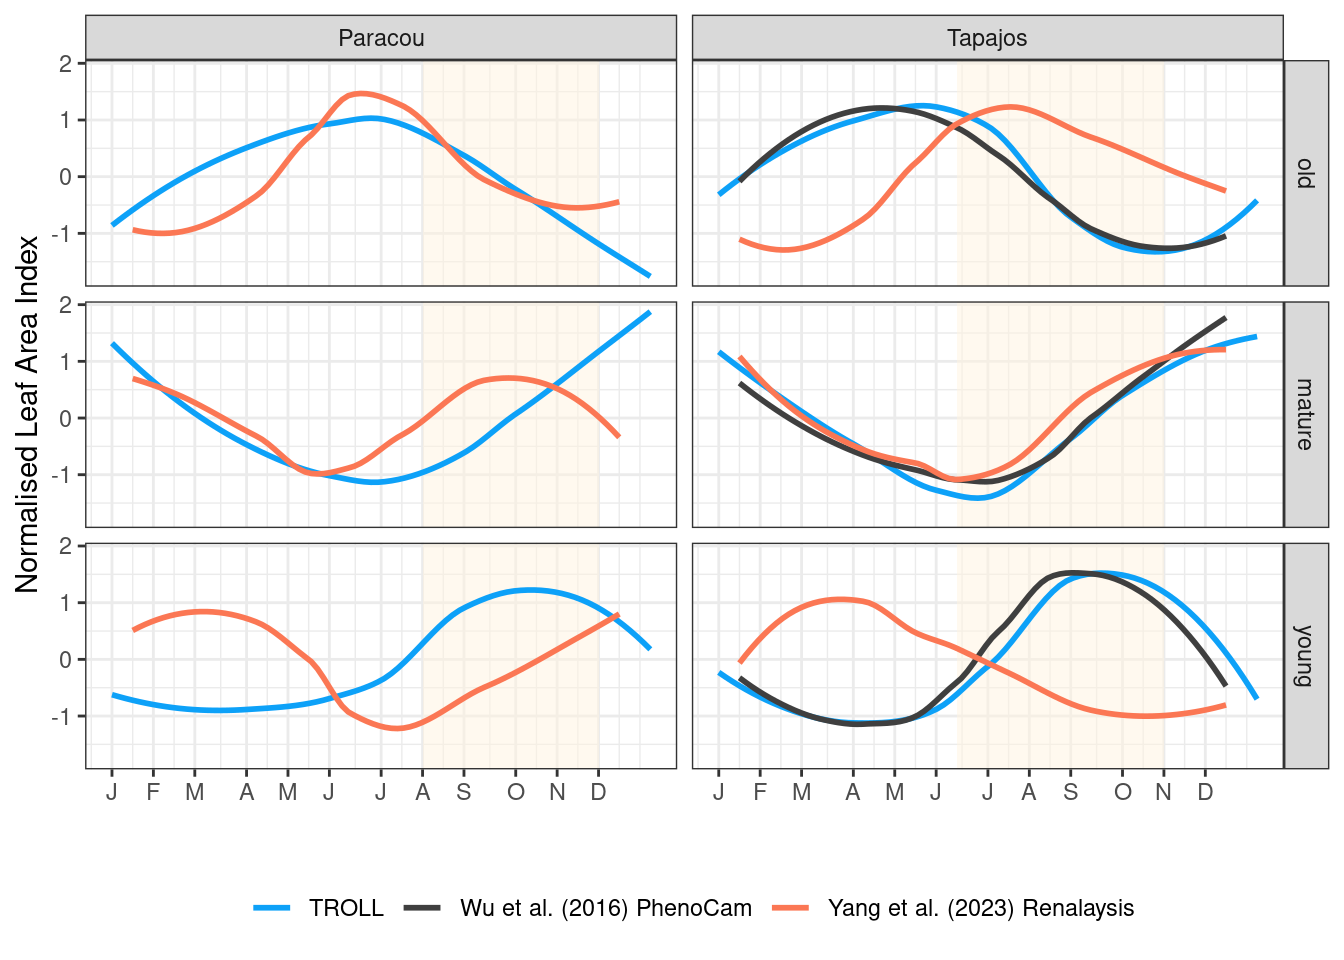 Paracou
Tapajos
Normalised Leaf Area Index
2
1
0
-1
old
2
1
0
-1
mature
2
1
0
-1
young
J F M A M J J A S O N D
J F M A M J J A S O N D
TROLL Wu et al. (2016) PhenoCam Yang et al. (2023) Renalaysis